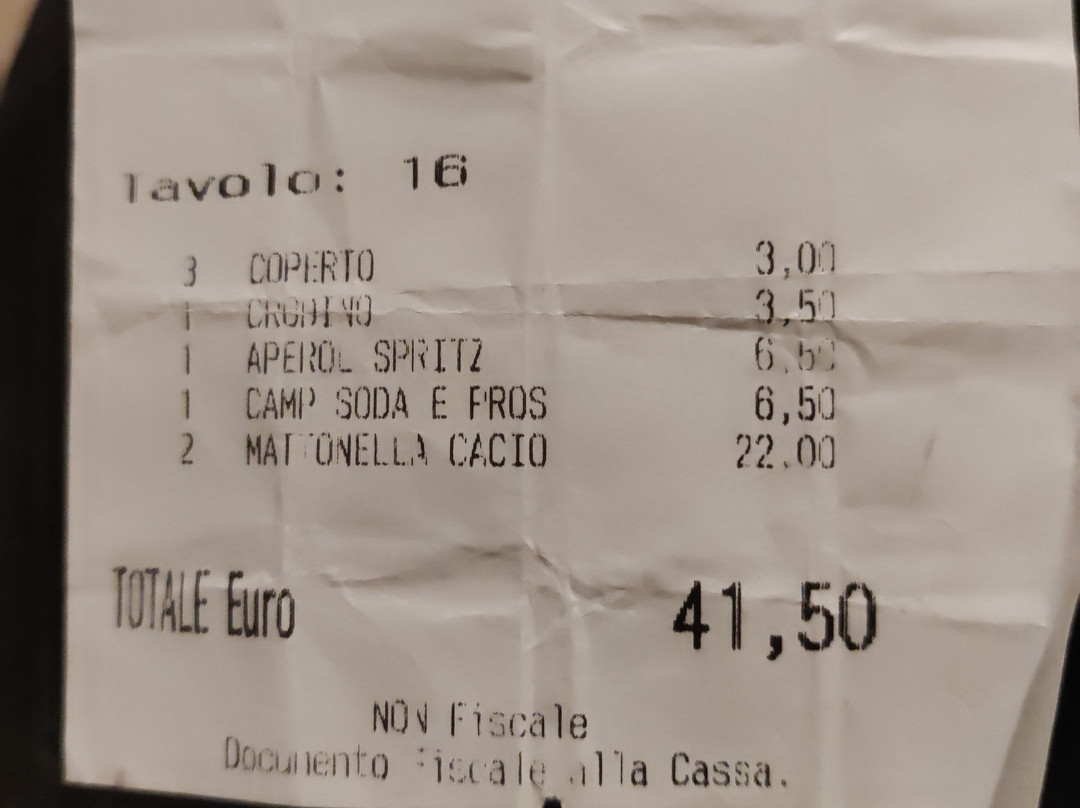 Tavolo: 16
3 COPERTO 3,00
1 CRODINO 3,50
1 APEROL SPRITZ 6,50
1 CAMP SODA E PROS 6,50
2 MATTONELLA CACIO 22,00
TOTALE Euro 41,50
NON Fiscale
Documento Fiscale alla Cassa.